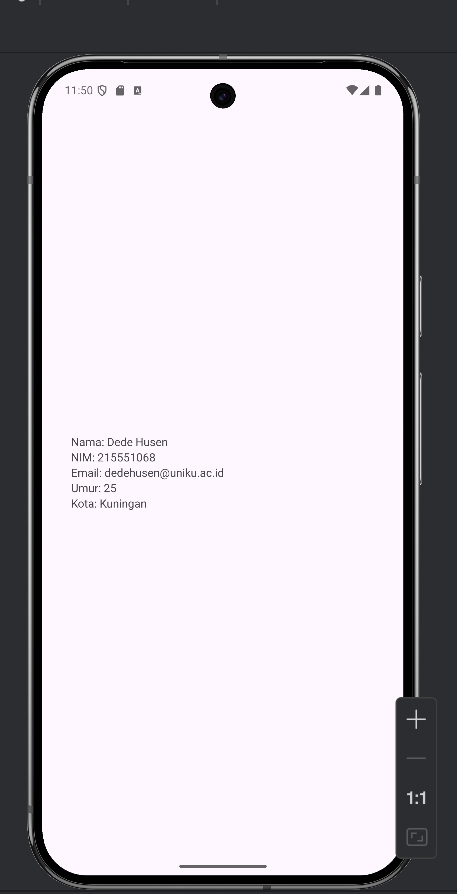 11:50
Nama: Dede Husen
NIM: 215551068
Email: dedehusen@uniku.ac.id
Umur: 25
Kota: Kuningan
1:1